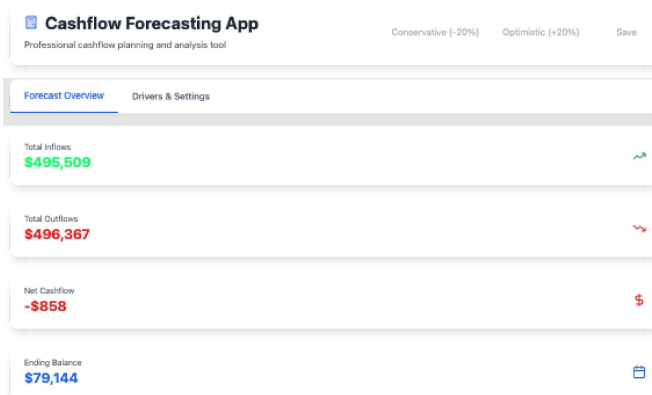 Cashflow Forecasting App
Professional cashflow planning and analysis tool
Conservative (-20%) Optimistic (+20%) Save
Forecast Overview Drivers & Settings
Total Inflows
$495,509
Total Outflows
$496,367
Net Cashflow
-$858
Ending Balance
$79,144